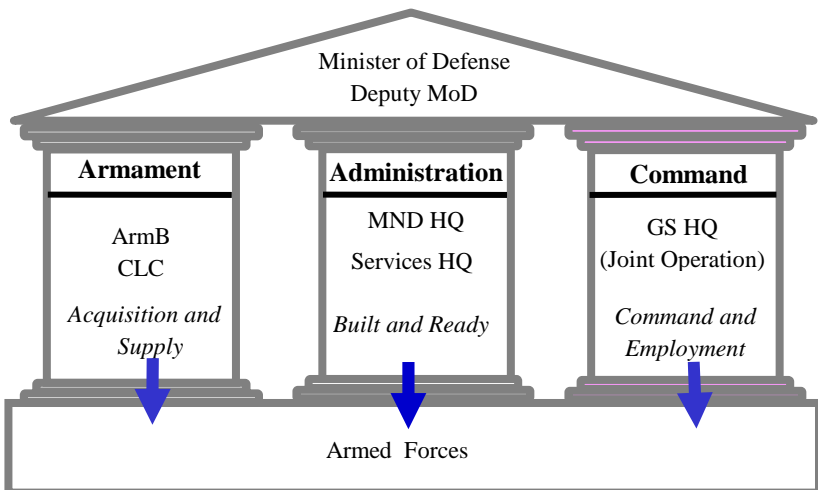 Minister of Defense
Deputy MoD
Armament
ArmB
CLC
Acquisition and
Supply
Administration
MND HQ
Services HQ
Built and Ready
Command
GS HQ
(Joint Operation)
Command and
Employment
Armed Forces